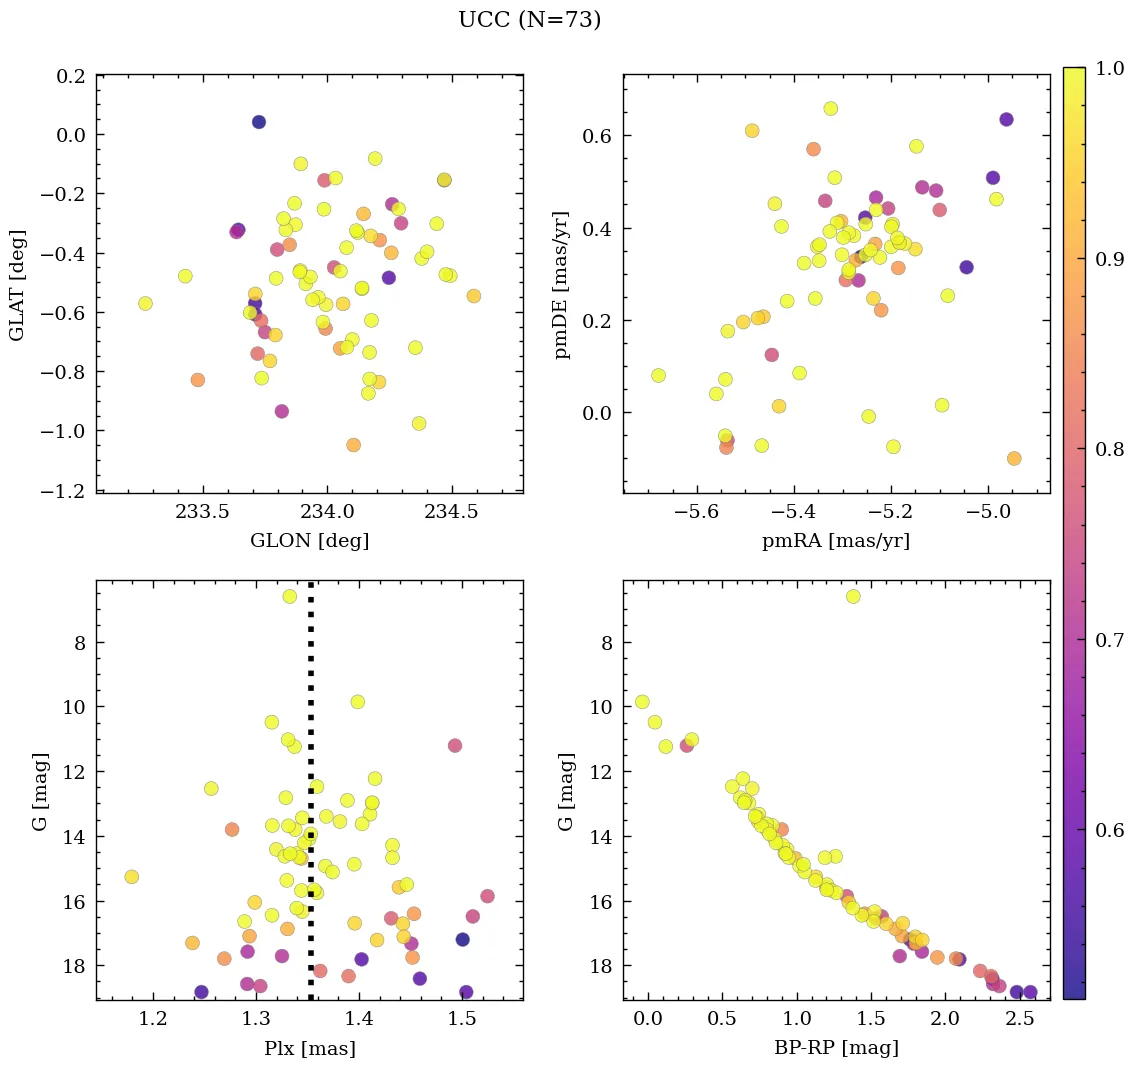 UCC (N=73)
0.2
0.0
−0.2
−0.4
−0.6
−0.8
−1.0
−1.2
GLAT [deg]
233.5 234.0 234.5
GLON [deg]
0.6
0.4
0.2
0.0
pmDE [mas/yr]
−5.6 −5.4 −5.2 −5.0
pmRA [mas/yr]
8
10
12
14
16
18
G [mag]
1.2 1.3 1.4 1.5
Plx [mas]
8
10
12
14
16
18
G [mag]
0.0 0.5 1.0 1.5 2.0 2.5
BP-RP [mag]
1.0
0.9
0.8
0.7
0.6